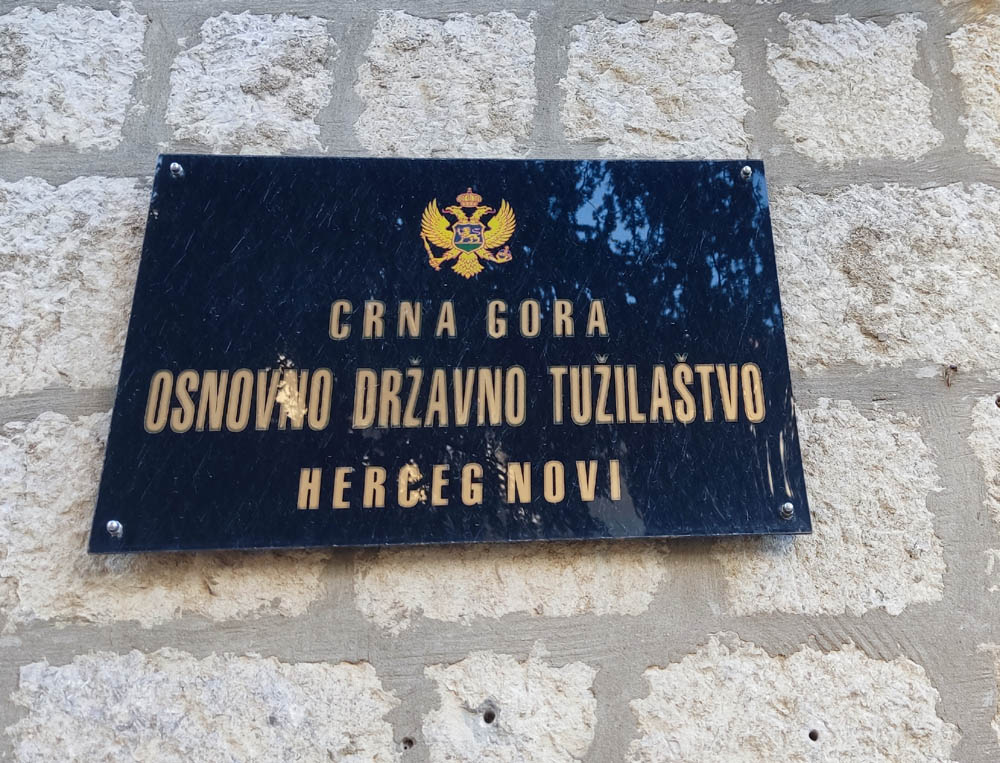 CRNA GORA
OSNOVNO DRŽAVNO TUŽILAŠTVO
HERCEG NOVI